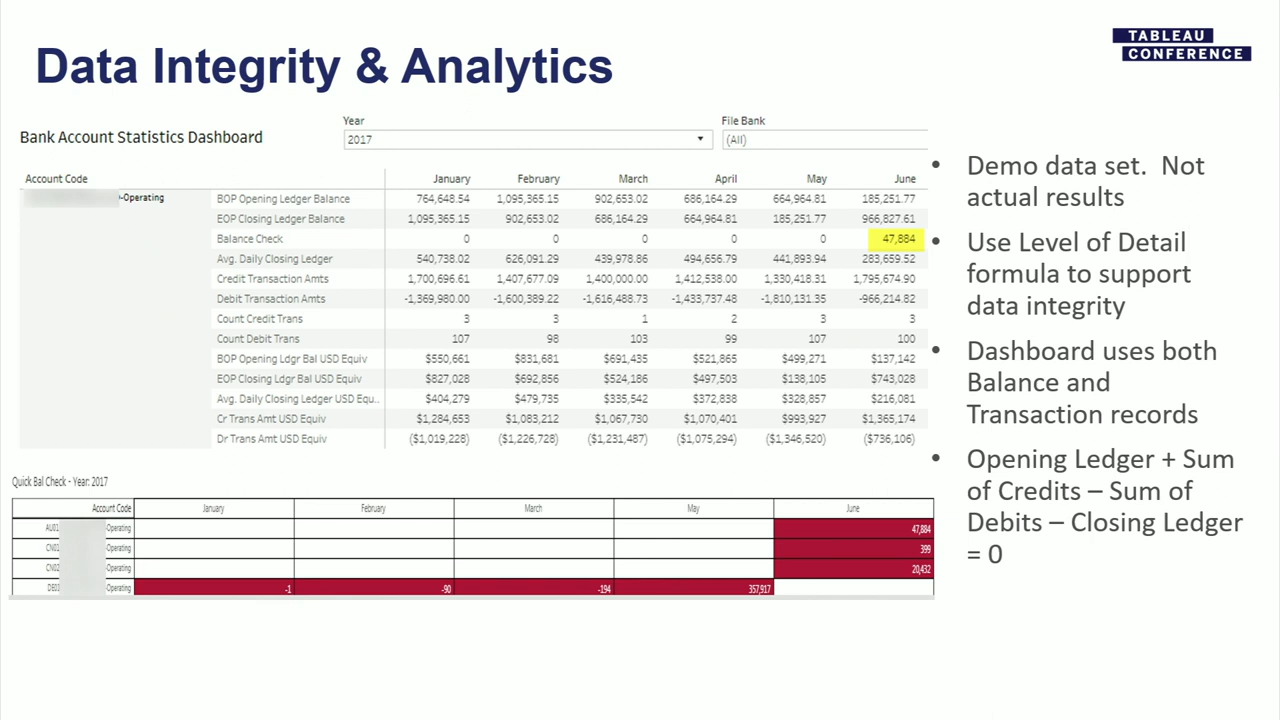 TABLEAU
CONFERENCE
Data Integrity & Analytics
Bank Account Statistics Dashboard
Year
2017
File Bank
(All)
Account Code January February March April May June
-Operating BOP Opening Ledger Balance 764,648.54 1,095,365.15 902,653.02 686,164.29 664,964.81 185,251.77
EOP Closing Ledger Balance 1,095,365.15 902,653.02 686,164.29 664,964.81 185,251.77 966,827.61
Balance Check 0 0 0 0 0 47,884
Avg. Daily Closing Ledger 540,738.02 626,091.29 439,978.86 494,656.79 441,893.94 283,659.52
Credit Transaction Amts 1,700,696.61 1,407,677.09 1,400,000.00 1,412,538.00 1,330,418.31 1,795,674.90
Debit Transaction Amts -1,369,980.00 -1,600,389.22 -1,616,488.73 -1,433,737.48 -1,810,131.35 -966,214.82
Count Credit Trans 3 3 1 2 3 3
Count Debit Trans 107 98 103 99 107 100
BOP Opening Ldgr Bal USD Equiv $550,661 $831,681 $691,435 $521,865 $499,271 $137,142
EOP Closing Ldgr Bal USD Equiv $827,028 $692,856 $524,186 $497,503 $138,105 $743,028
Avg. Daily Closing Ledger USD Equ.. $404,279 $479,735 $335,542 $372,838 $328,857 $216,081
Cr Trans Amt USD Equiv $1,284,653 $1,083,212 $1,067,730 $1,070,401 $993,927 $1,365,174
Dr Trans Amt USD Equiv ($1,019,228) ($1,226,728) ($1,231,487) ($1,075,294) ($1,346,520) ($736,106)
Quick Bal Check - Year: 2017
Account Code January February March May June
AU01 -Operating 47,884
CN01 -Operating 399
CN02 -Operating 20,432
DE03 -Operating -1 -90 -194 357,917
• Demo data set. Not
actual results
• Use Level of Detail
formula to support
data integrity
• Dashboard uses both
Balance and
Transaction records
• Opening Ledger + Sum
of Credits – Sum of
Debits – Closing Ledger
= 0